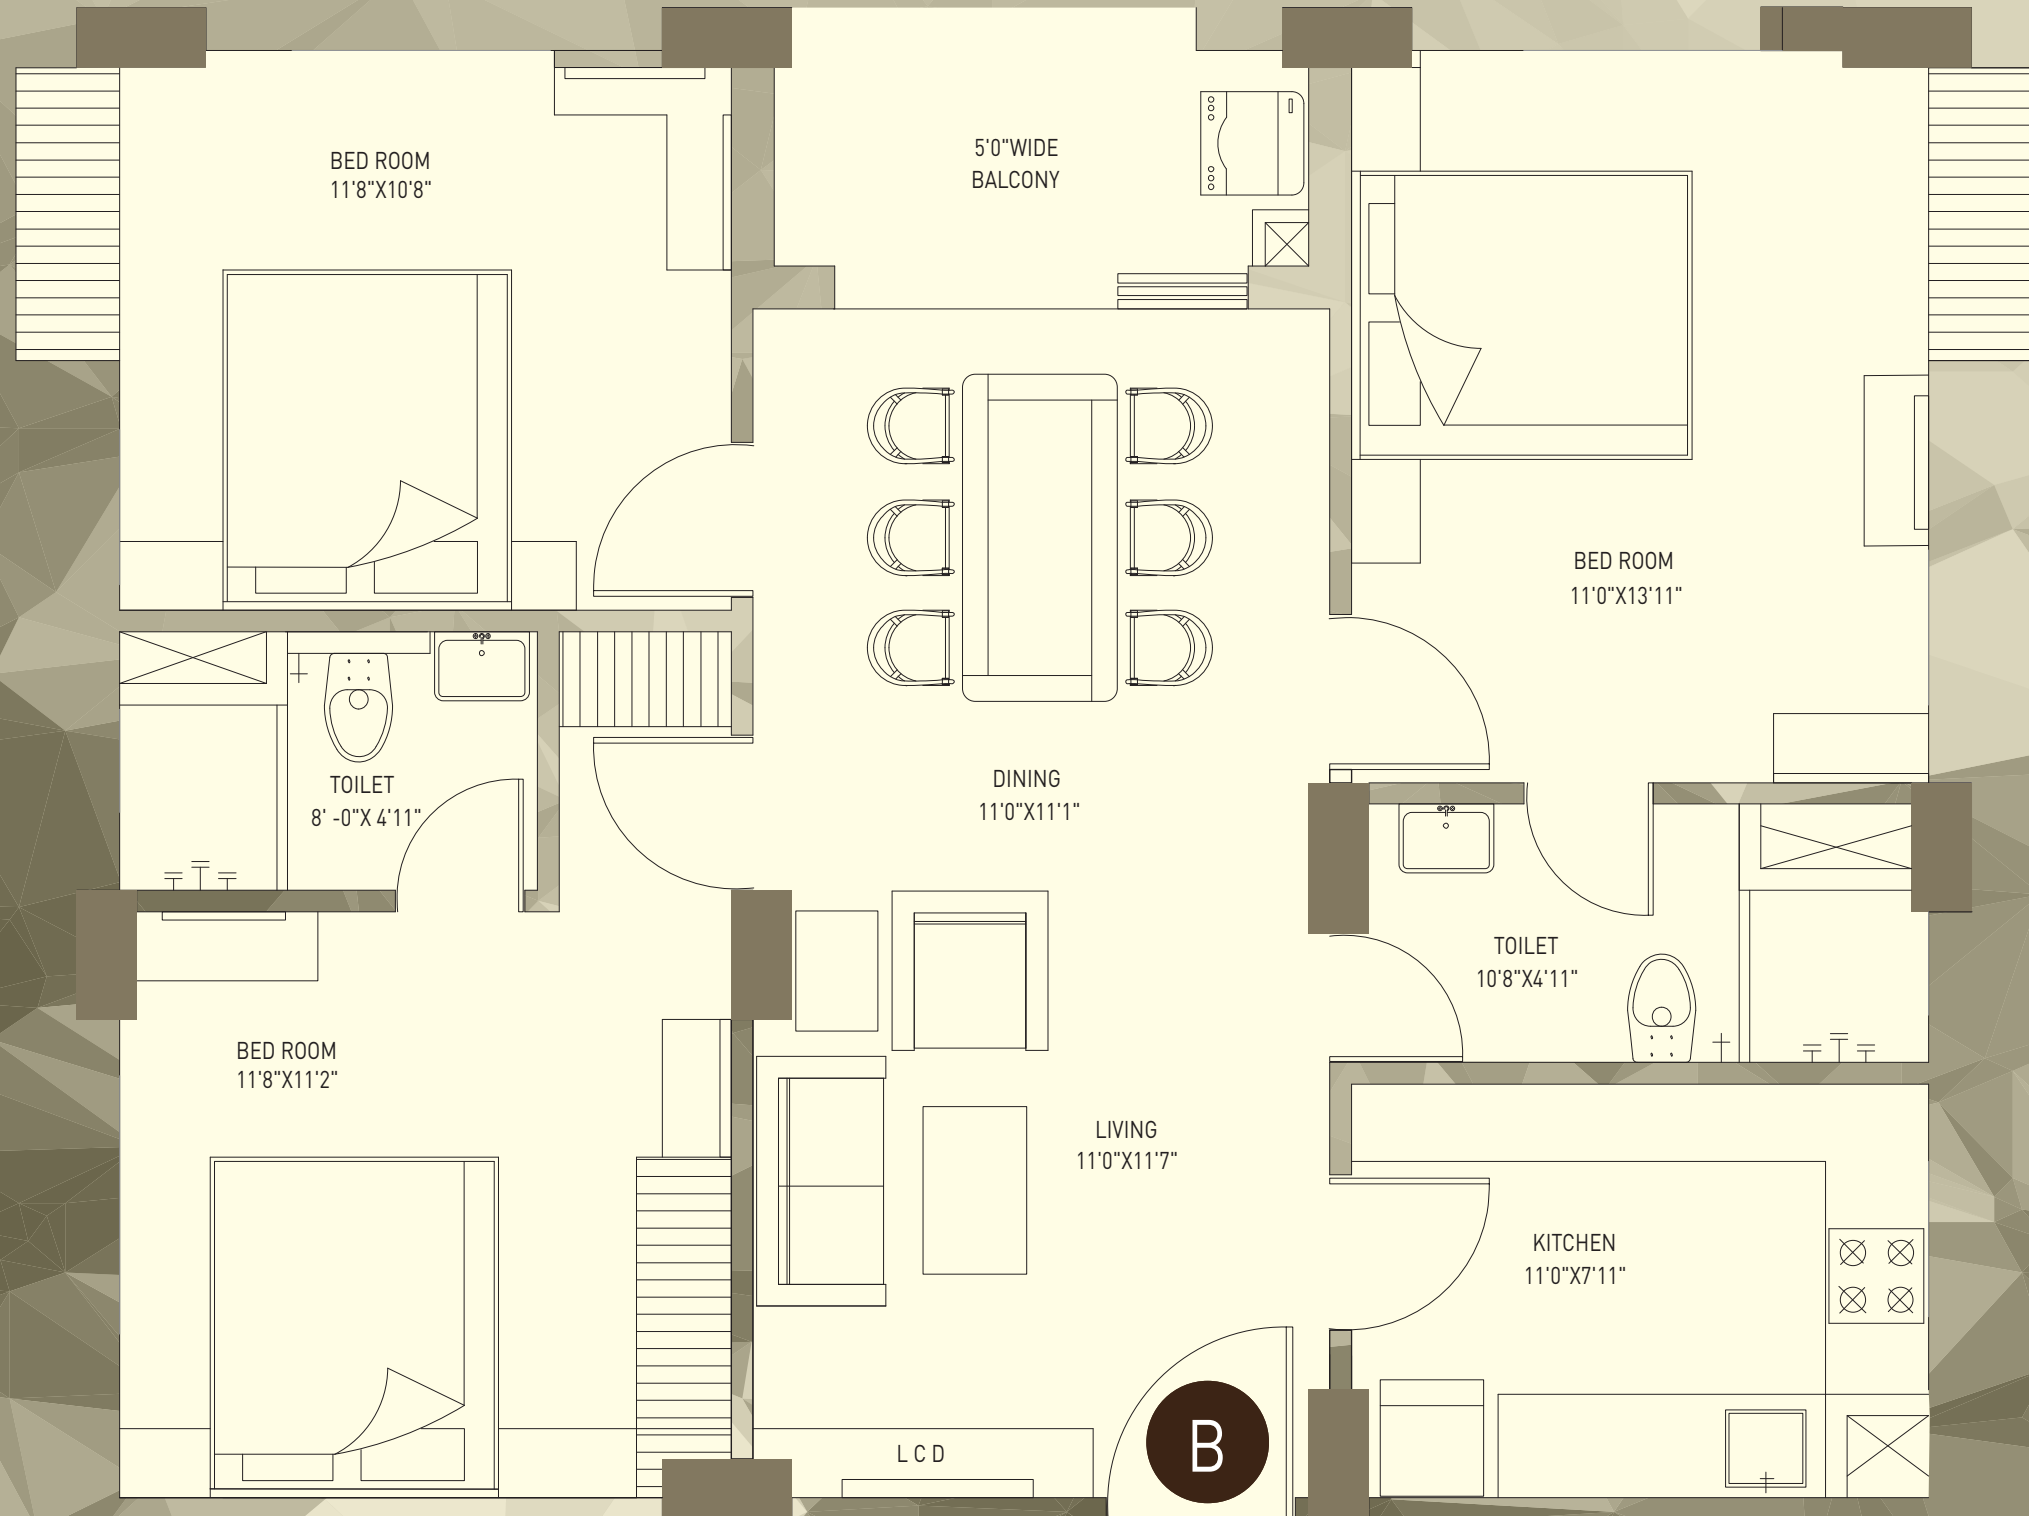 BED ROOM
11'8"X10'8"
5'0"WIDE
BALCONY
BED ROOM
11'0"X13'11"
TOILET
8' -0"X 4'11"
DINING
11'0"X11'1"
TOILET
10'8"X4'11"
BED ROOM
11'8"X11'2"
LIVING
11'0"X11'7"
KITCHEN
11'0"X7'11"
LCD
B